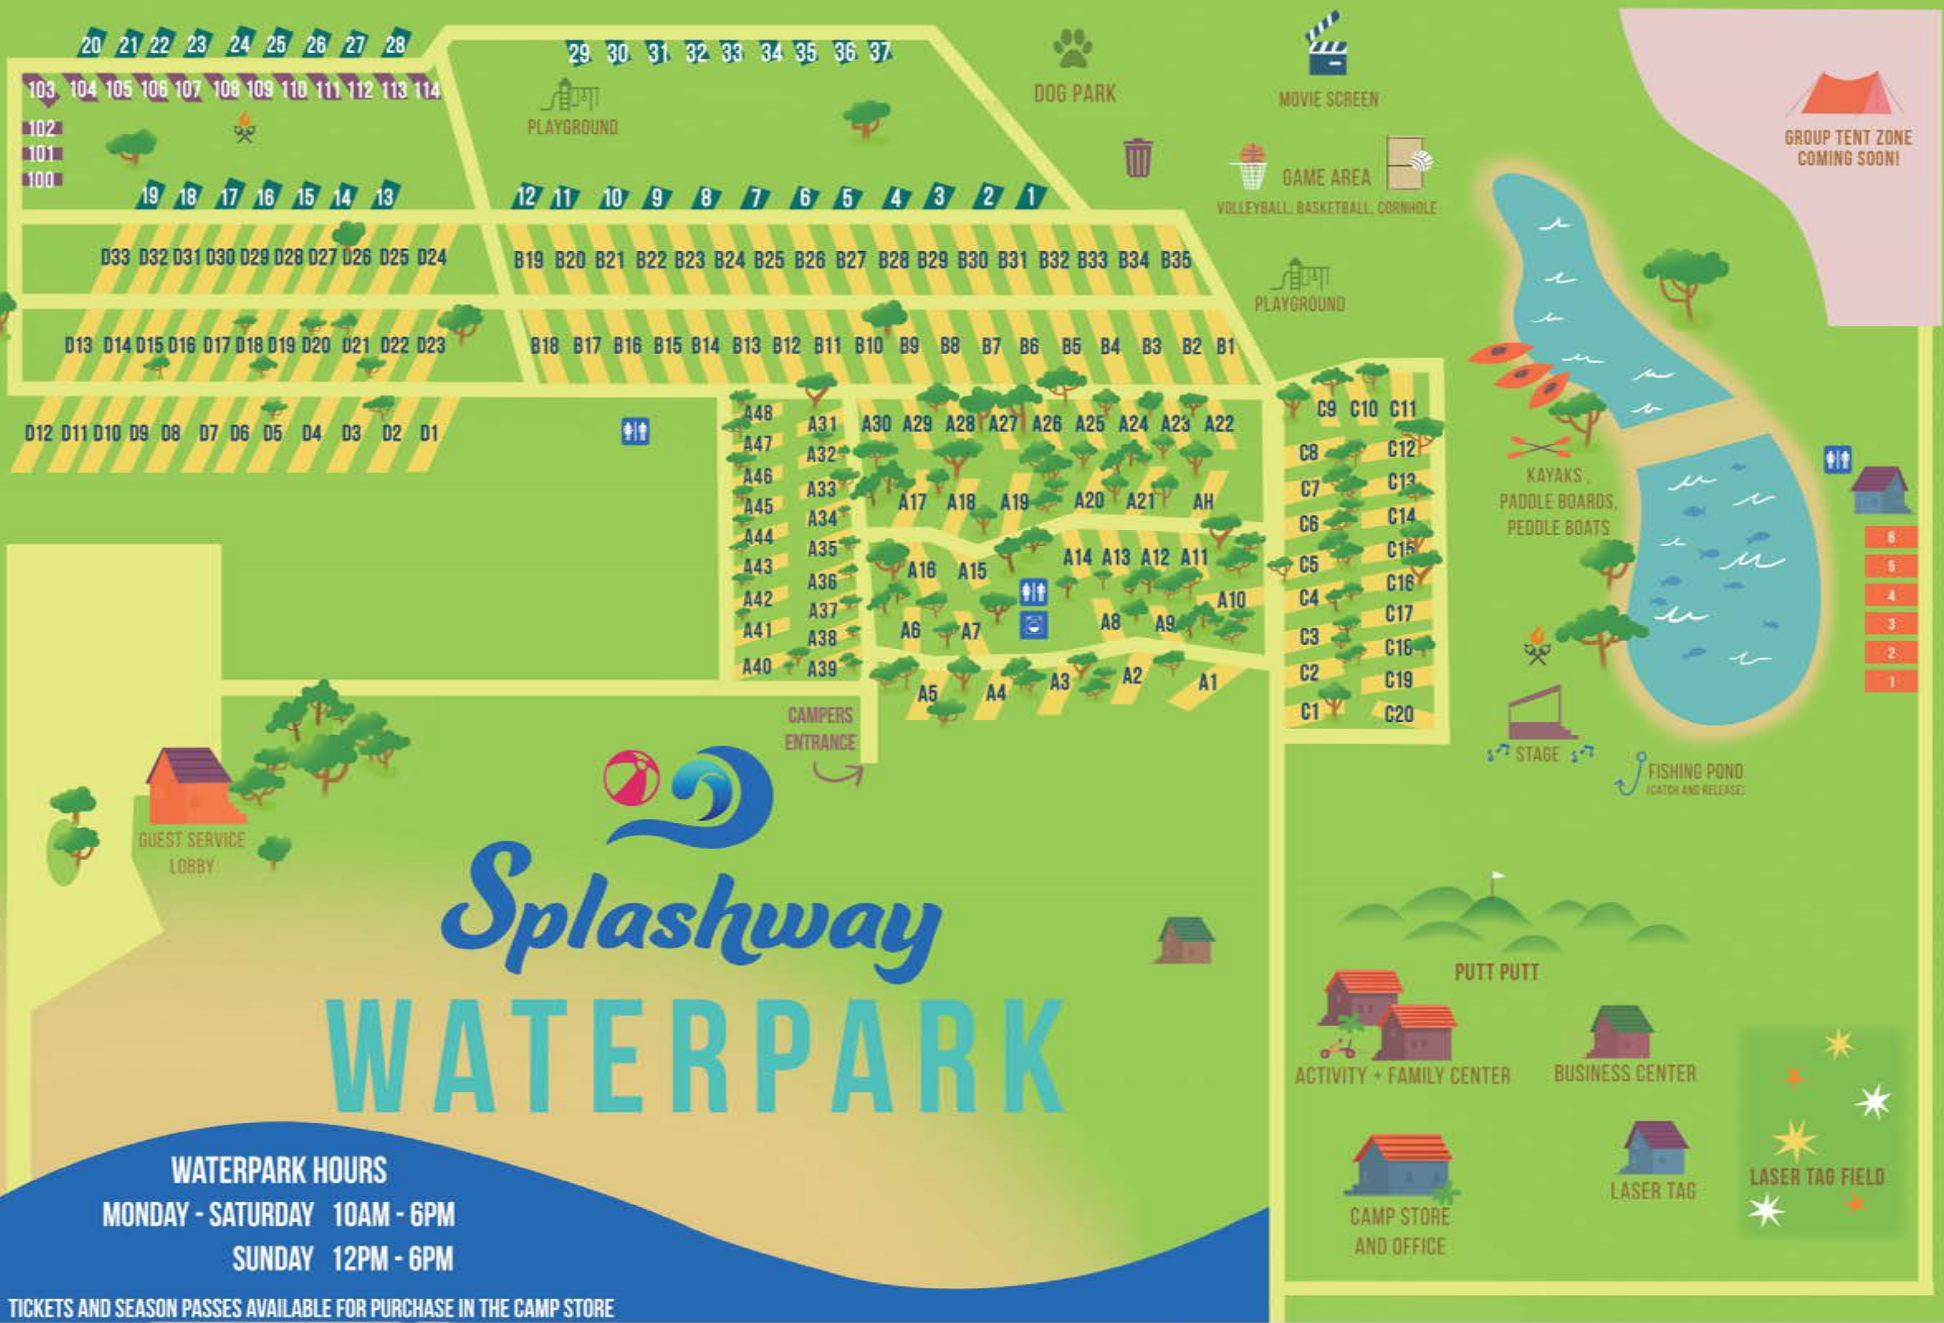 20 21 22 23 24 25 26 27 28
29 30 31 32 33 34 35 36 37
103 104 105 106 107 108 109 110 111 112 113 114
102
101
100
PLAYGROUND
DOG PARK
MOVIE SCREEN
GROUP TENT ZONE
COMING SOON!
GAME AREA
VOLLEYBALL, BASKETBALL, CORNHOLE
19 18 17 16 15 14 13
12 11 10 9 8 7 6 5 4 3 2 1
D33 D32 D31 D30 D29 D28 D27 D26 D25 D24
B19 B20 B21 B22 B23 B24 B25 B26 B27 B28 B29 B30 B31 B32 B33 B34 B35
PLAYGROUND
D13 D14 D15 D16 D17 D18 D19 D20 D21 D22 D23
B18 B17 B16 B15 B14 B13 B12 B11 B10 B9 B8 B7 B6 B5 B4 B3 B2 B1
D12 D11 D10 D9 D8 D7 D6 D5 D4 D3 D2 D1
A48
A47
A46
A45
A44
A43
A42
A41
A40
A31
A32
A33
A34
A35
A36
A37
A38
A39
A30 A29 A28 A27 A26 A25 A24 A23 A22
A17 A18 A19 A20 A21 AH
A16 A15 A14 A13 A12 A11
A10
A6 A7 A8 A9
A5 A4 A3 A2 A1
C9 C10 C11
C8
C7
C6
C5
C4
C3
C2
C1
C12
C13
C14
C15
C16
C17
C18
C19
C20
KAYAKS,
PADDLE BOARDS,
PEDDLE BOATS
6
5
4
3
2
1
STAGE
FISHING POND
(CATCH AND RELEASE)
CAMPERS
ENTRANCE
GUEST SERVICE
LOBBY
Splashway
WATERPARK
PUTT PUTT
ACTIVITY + FAMILY CENTER
BUSINESS CENTER
CAMP STORE
AND OFFICE
LASER TAG
LASER TAG FIELD
WATERPARK HOURS
MONDAY - SATURDAY 10AM - 6PM
SUNDAY 12PM - 6PM
TICKETS AND SEASON PASSES AVAILABLE FOR PURCHASE IN THE CAMP STORE